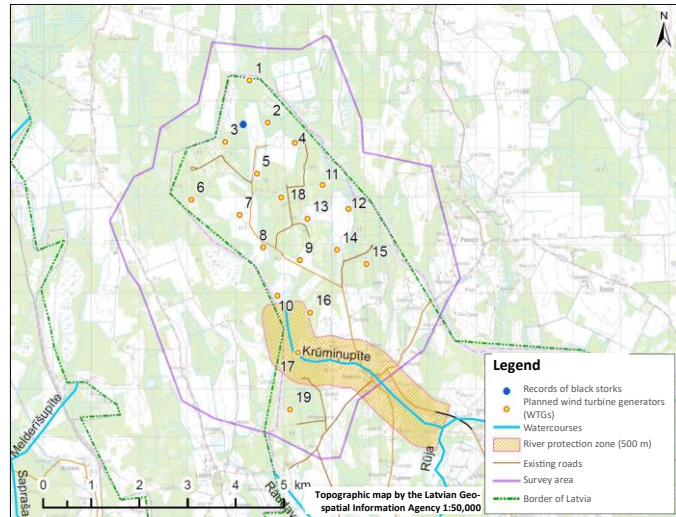 N
1
2
3
4
5
6
7
8
9
10
11
12
13
14
15
16
17
18
19
Krūminupīte
Melderīšupīte
Rūja
0 1 2 3 4 5 km
Legend
Records of black storks
Planned wind turbine generators
(WTGs)
Watercourses
River protection zone (500 m)
Existing roads
Survey area
Border of Latvia
Topographic map by the Latvian Geo-
spatial Information Agency 1:50,000